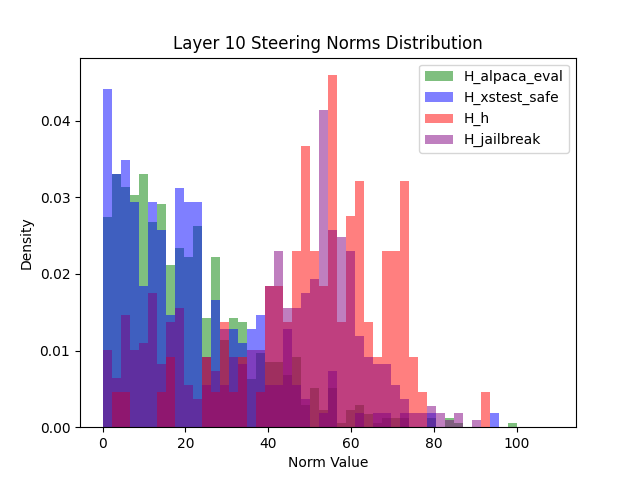 Layer 10 Steering Norms Distribution
H_alpaca_eval
H_xstest_safe
H_h
H_jailbreak
Density
0.04
0.03
0.02
0.01
0.00
0 20 40 60 80 100
Norm Value